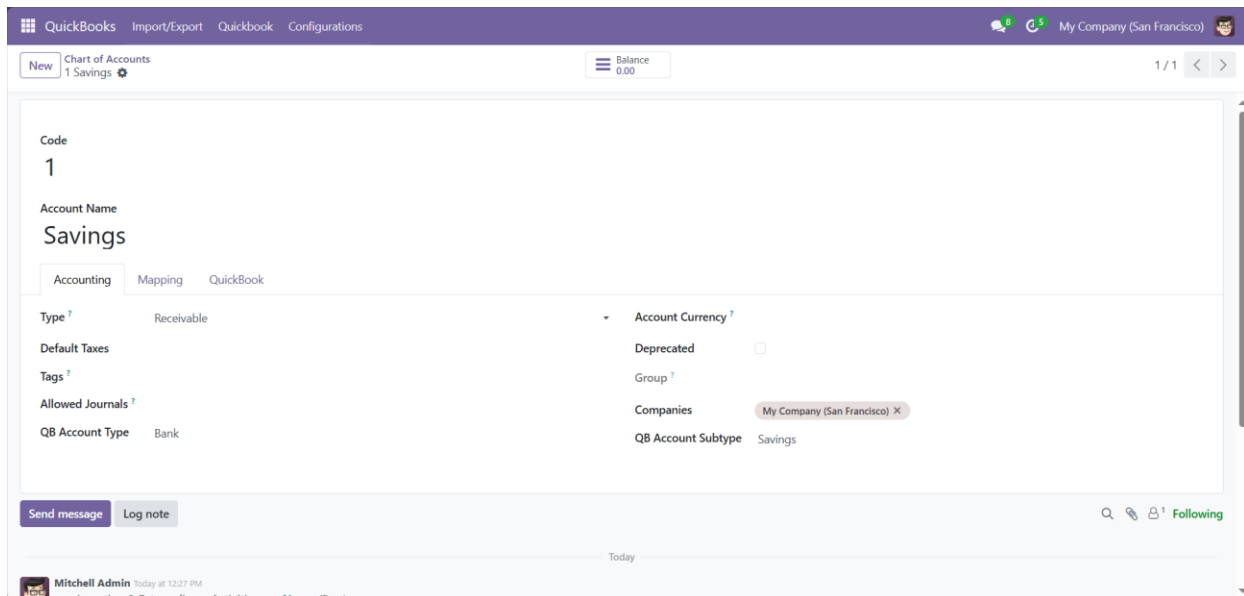 QuickBooks Import/Export Quickbook Configurations 8 5 My Company (San Francisco)
New Chart of Accounts Balance 1 / 1
1 Savings 0.00
Code
1
Account Name
Savings
Accounting Mapping QuickBook
Type ? Receivable Account Currency ?
Default Taxes Deprecated
Tags ? Group ?
Allowed Journals ? Companies My Company (San Francisco) ×
QB Account Type Bank QB Account Subtype Savings
Send message Log note 1 Following
Today
Mitchell Admin Today at 12:27 PM